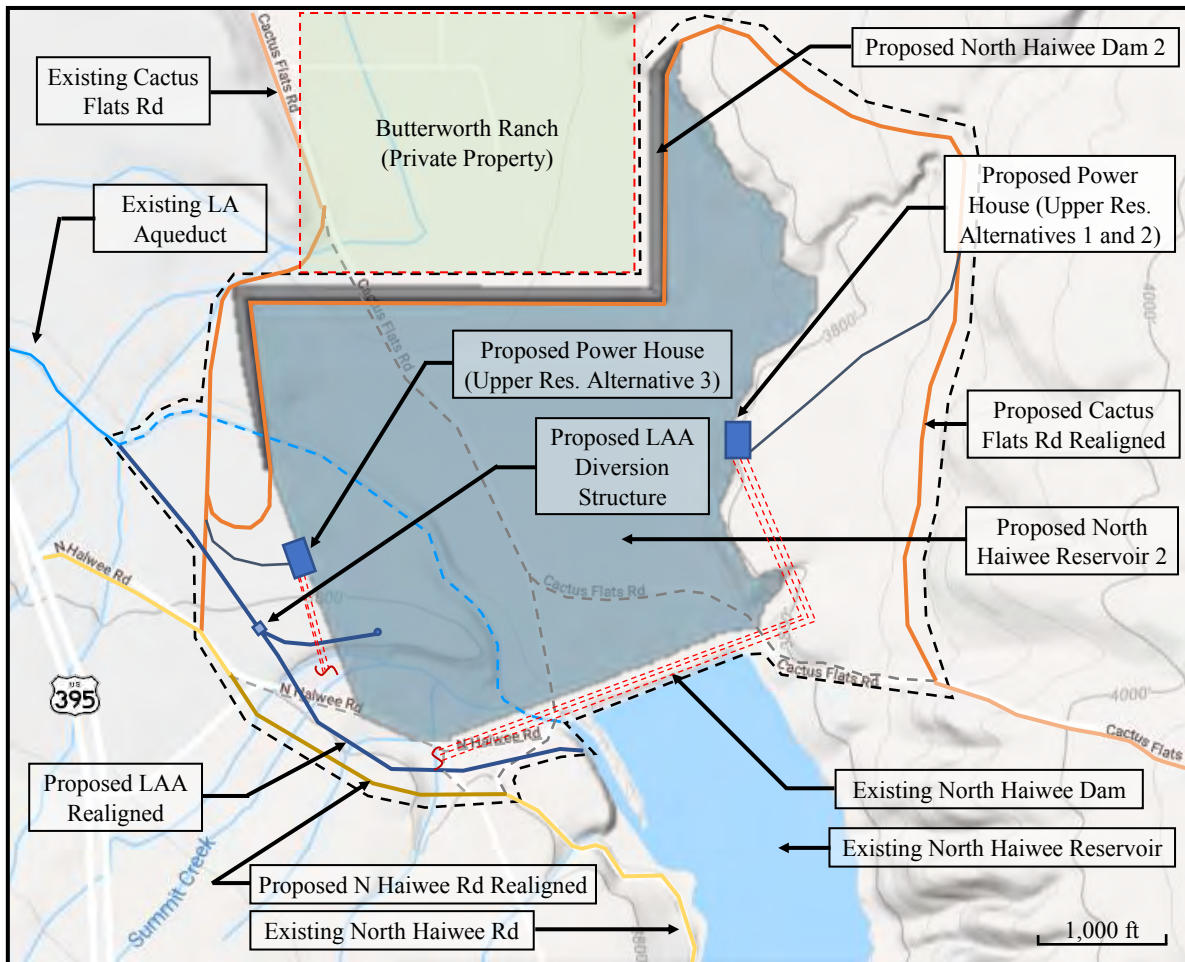 Cactus Flats Rd
Existing Cactus
Flats Rd
Butterworth Ranch
(Private Property)
Proposed North Haiwee Dam 2
Existing LA
Aqueduct
Proposed Power
House (Upper Res.
Alternatives 1 and 2)
Cactus Flats Rd
3800'
4000'
Proposed Power House
(Upper Res. Alternative 3)
Proposed LAA
Diversion
Structure
Proposed Cactus
Flats Rd Realigned
Proposed North
Haiwee Reservoir 2
N Haiwee Rd
Cactus Flats Rd
3800'
N Haiwee Rd
Cactus Flats Rd
4000'
US
395
N Haiwee Rd
Cactus Flats
Proposed LAA
Realigned
Existing North Haiwee Dam
Existing North Haiwee Reservoir
Summit Creek
Proposed N Haiwee Rd Realigned
Existing North Haiwee Rd
3800'
1,000 ft